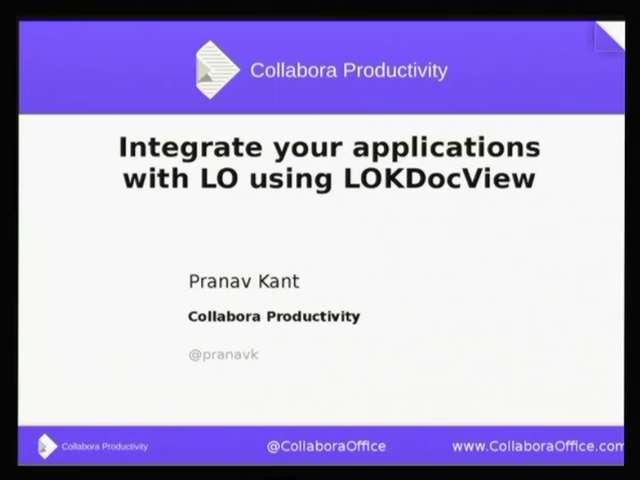 Collabora Productivity
Integrate your applications
with LO using LOKDocView
Pranav Kant
Collabora Productivity
@pranavk
Collabora Productivity
@CollaboraOffice
www.CollaboraOffice.com